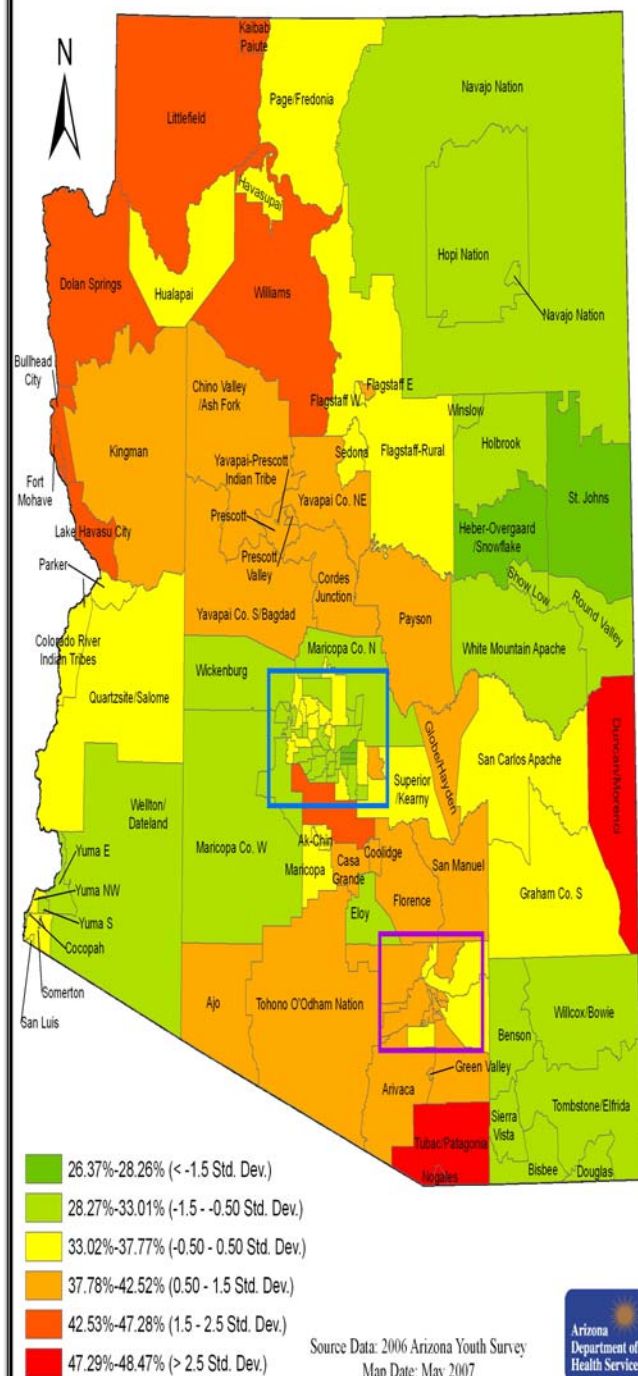 N
Kaibab
Paiute
Littlefield
Page/Fredonia
Navajo Nation
Havasupai
Hopi Nation
Dolan Springs
Hualapai
Williams
Navajo Nation
Bullhead
City
Chino Valley
/Ash Fork
Flagstaff W
Flagstaff E
Winslow
Kingman
Sedona
Flagstaff-Rural
Holbrook
Yavapai-Prescott
Indian Tribe
St. Johns
Fort
Mohave
Yavapai Co. NE
Prescott
Lake Havasu City
Heber-Overgaard
/Snowflake
Prescott
Valley
Parker
Cordes
Junction
Show Low
Round Valley
Yavapai Co. S/Bagdad
Payson
Colorado River
Indian Tribes
Maricopa Co. N
White Mountain Apache
Wickenburg
Quartzsite/Salome
Globe/Hayden
San Carlos Apache
Duncan/Morenci
Superior
/Kearny
Wellton/
Dateland
Maricopa Co. W
Ak-Chin
Maricopa
Casa
Grande
Coolidge
San Manuel
Yuma E
Yuma NW
Florence
Graham Co. S
Eloy
Yuma S
Cocopah
Somerton
San Luis
Ajo
Tohono O'Odham Nation
Willcox/Bowie
Benson
Green Valley
Arivaca
Tombstone/Elfrida
Sierra
Vista
Tubac/Patagonia
Nogales
Bisbee
Douglas
26.37%-28.26% (< -1.5 Std. Dev.)
28.27%-33.01% (-1.5 - -0.50 Std. Dev.)
33.02%-37.77% (-0.50 - 0.50 Std. Dev.)
37.78%-42.52% (0.50 - 1.5 Std. Dev.)
42.53%-47.28% (1.5 - 2.5 Std. Dev.)
47.29%-48.47% (> 2.5 Std. Dev.)
Source Data: 2006 Arizona Youth Survey
Map Date: May 2007
Arizona
Department of
Health Service